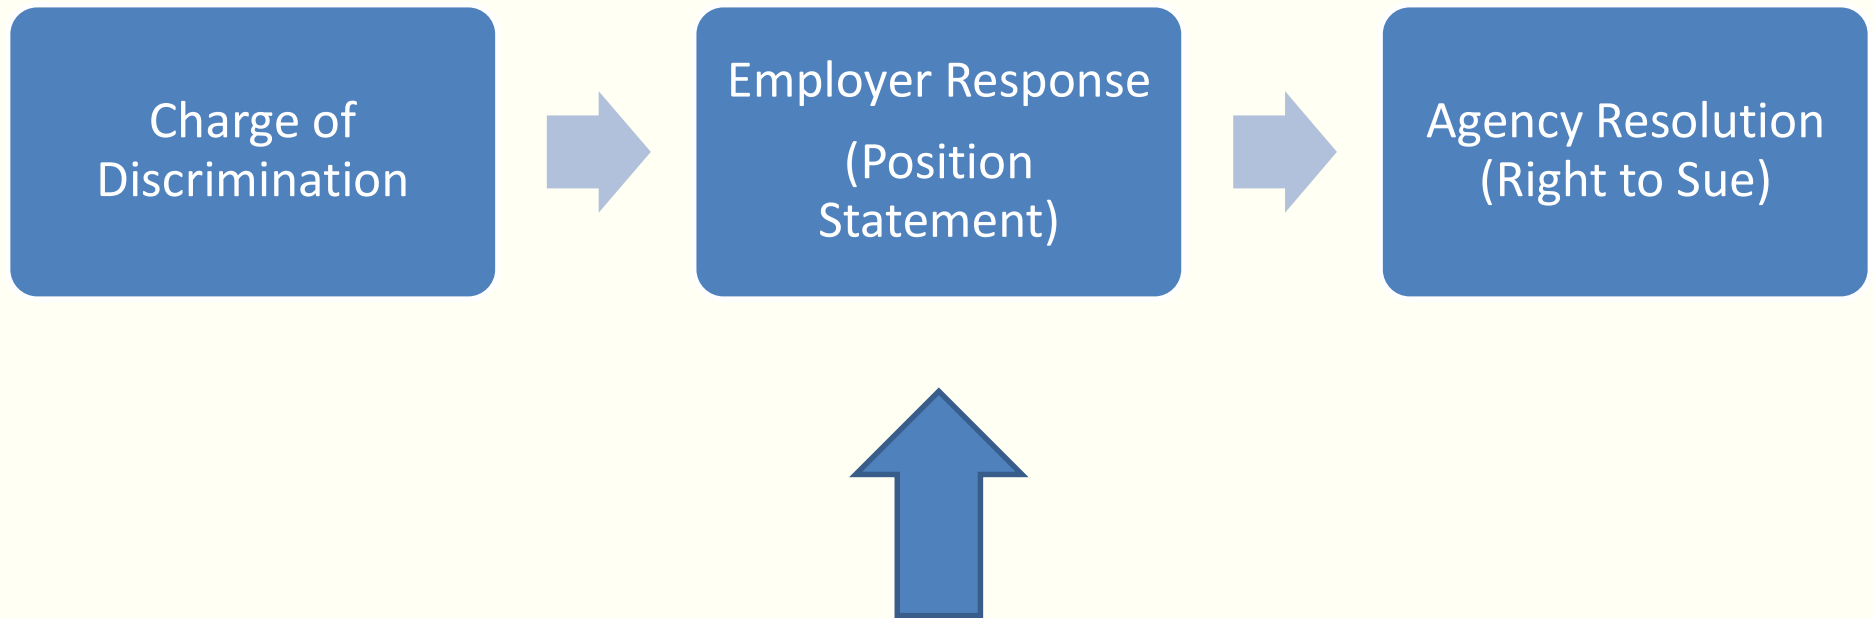 Charge of
Discrimination
Employer Response
(Position
Statement)
Agency Resolution
(Right to Sue)